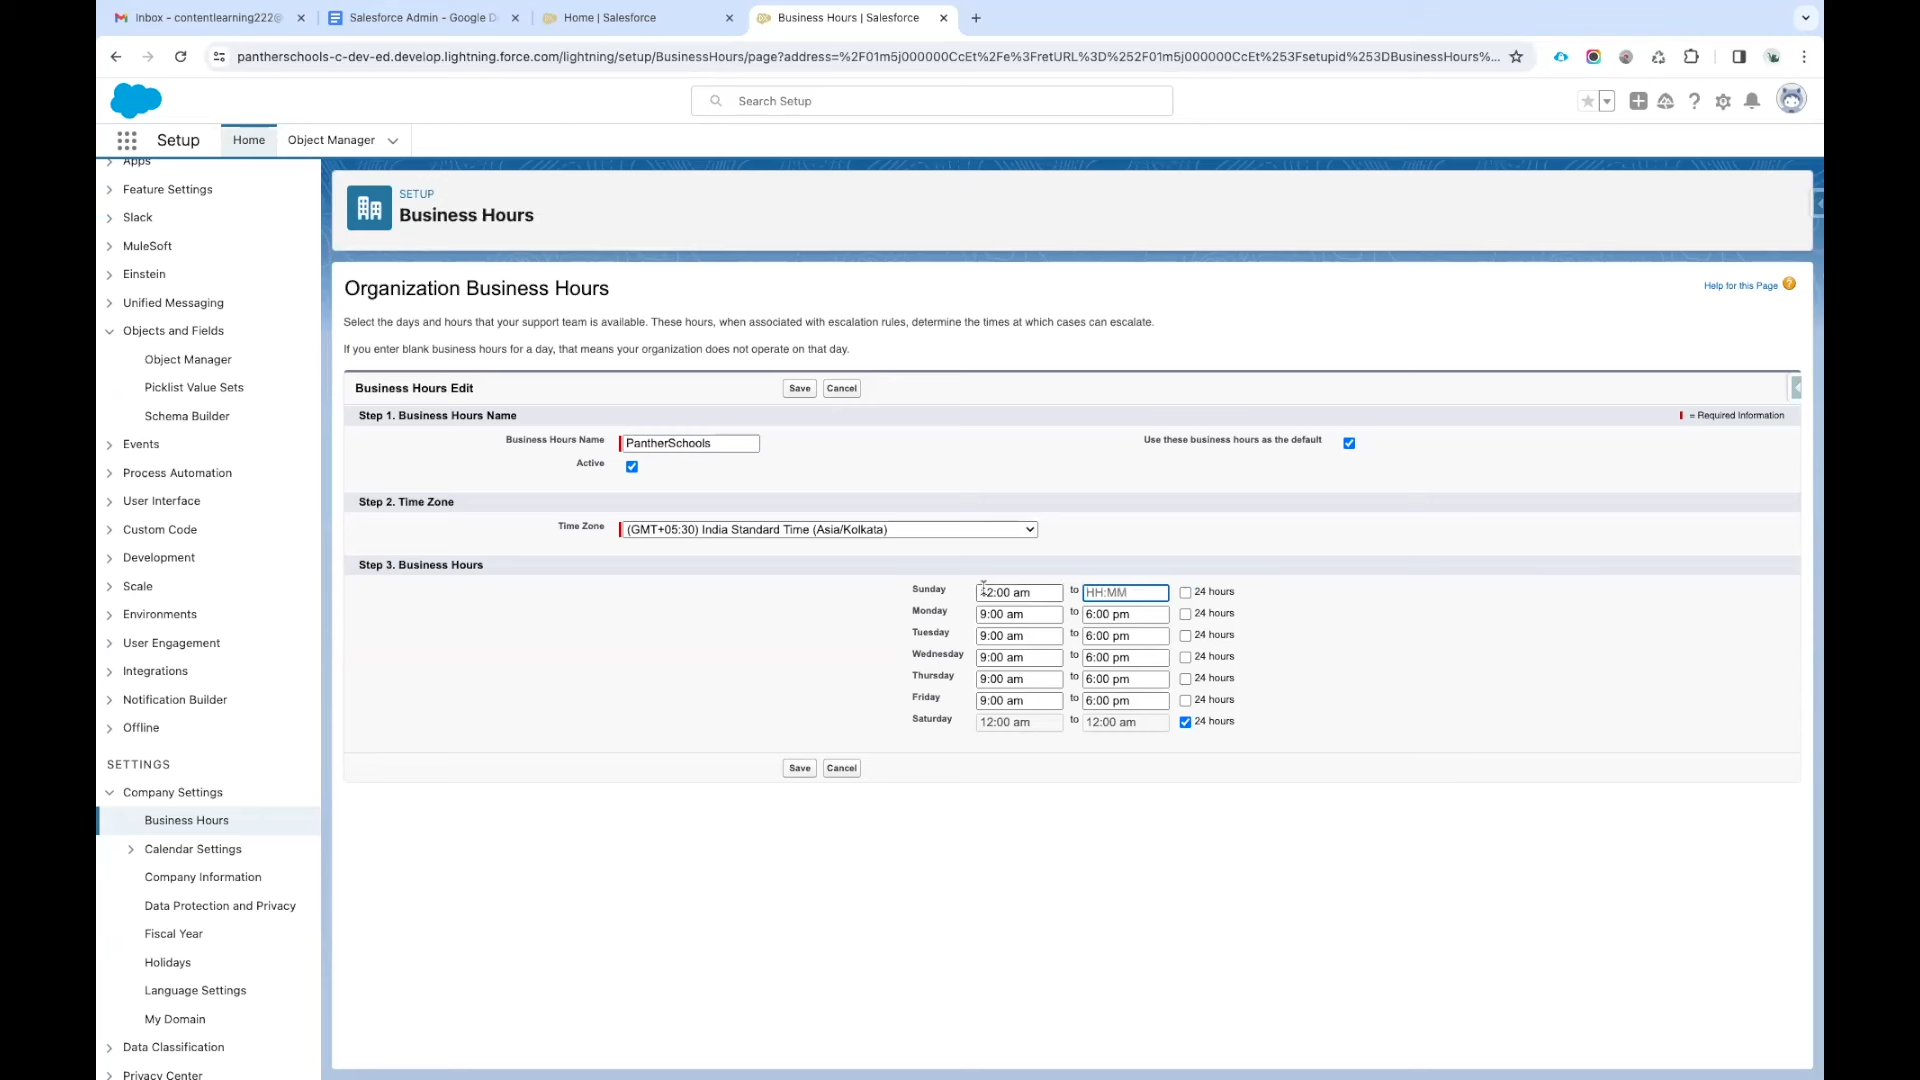 Inbox – contentlearning222@
Salesforce Admin - Google D
Home | Salesforce
Business Hours | Salesforce
pantherschools-c-dev-ed.develop.lightning.force.com/lightning/setup/BusinessHours/page?address=%2F01m5j000000CcEt%2Fe%3FretURL%3D%252F01m5j000000CcEt%253Fsetupid%253DBusinessHours%...
Search Setup
Setup
Home
Object Manager
Apps
Feature Settings
Slack
MuleSoft
Einstein
Unified Messaging
Objects and Fields
Object Manager
Picklist Value Sets
Schema Builder
Events
Process Automation
User Interface
Custom Code
Development
Scale
Environments
User Engagement
Integrations
Notification Builder
Offline
SETTINGS
Company Settings
Business Hours
Calendar Settings
Company Information
Data Protection and Privacy
Fiscal Year
Holidays
Language Settings
My Domain
Data Classification
Privacy Center
SETUP
Business Hours
Organization Business Hours
Help for this Page
Select the days and hours that your support team is available. These hours, when associated with escalation rules, determine the times at which cases can escalate.
If you enter blank business hours for a day, that means your organization does not operate on that day.
Business Hours Edit Save Cancel
Step 1. Business Hours Name = Required Information
Business Hours Name PantherSchools Use these business hours as the default
Active
Step 2. Time Zone
Time Zone (GMT+05:30) India Standard Time (Asia/Kolkata)
Step 3. Business Hours
Sunday 12:00 am to HH:MM 24 hours
Monday 9:00 am to 6:00 pm 24 hours
Tuesday 9:00 am to 6:00 pm 24 hours
Wednesday 9:00 am to 6:00 pm 24 hours
Thursday 9:00 am to 6:00 pm 24 hours
Friday 9:00 am to 6:00 pm 24 hours
Saturday 12:00 am to 12:00 am 24 hours
Save Cancel